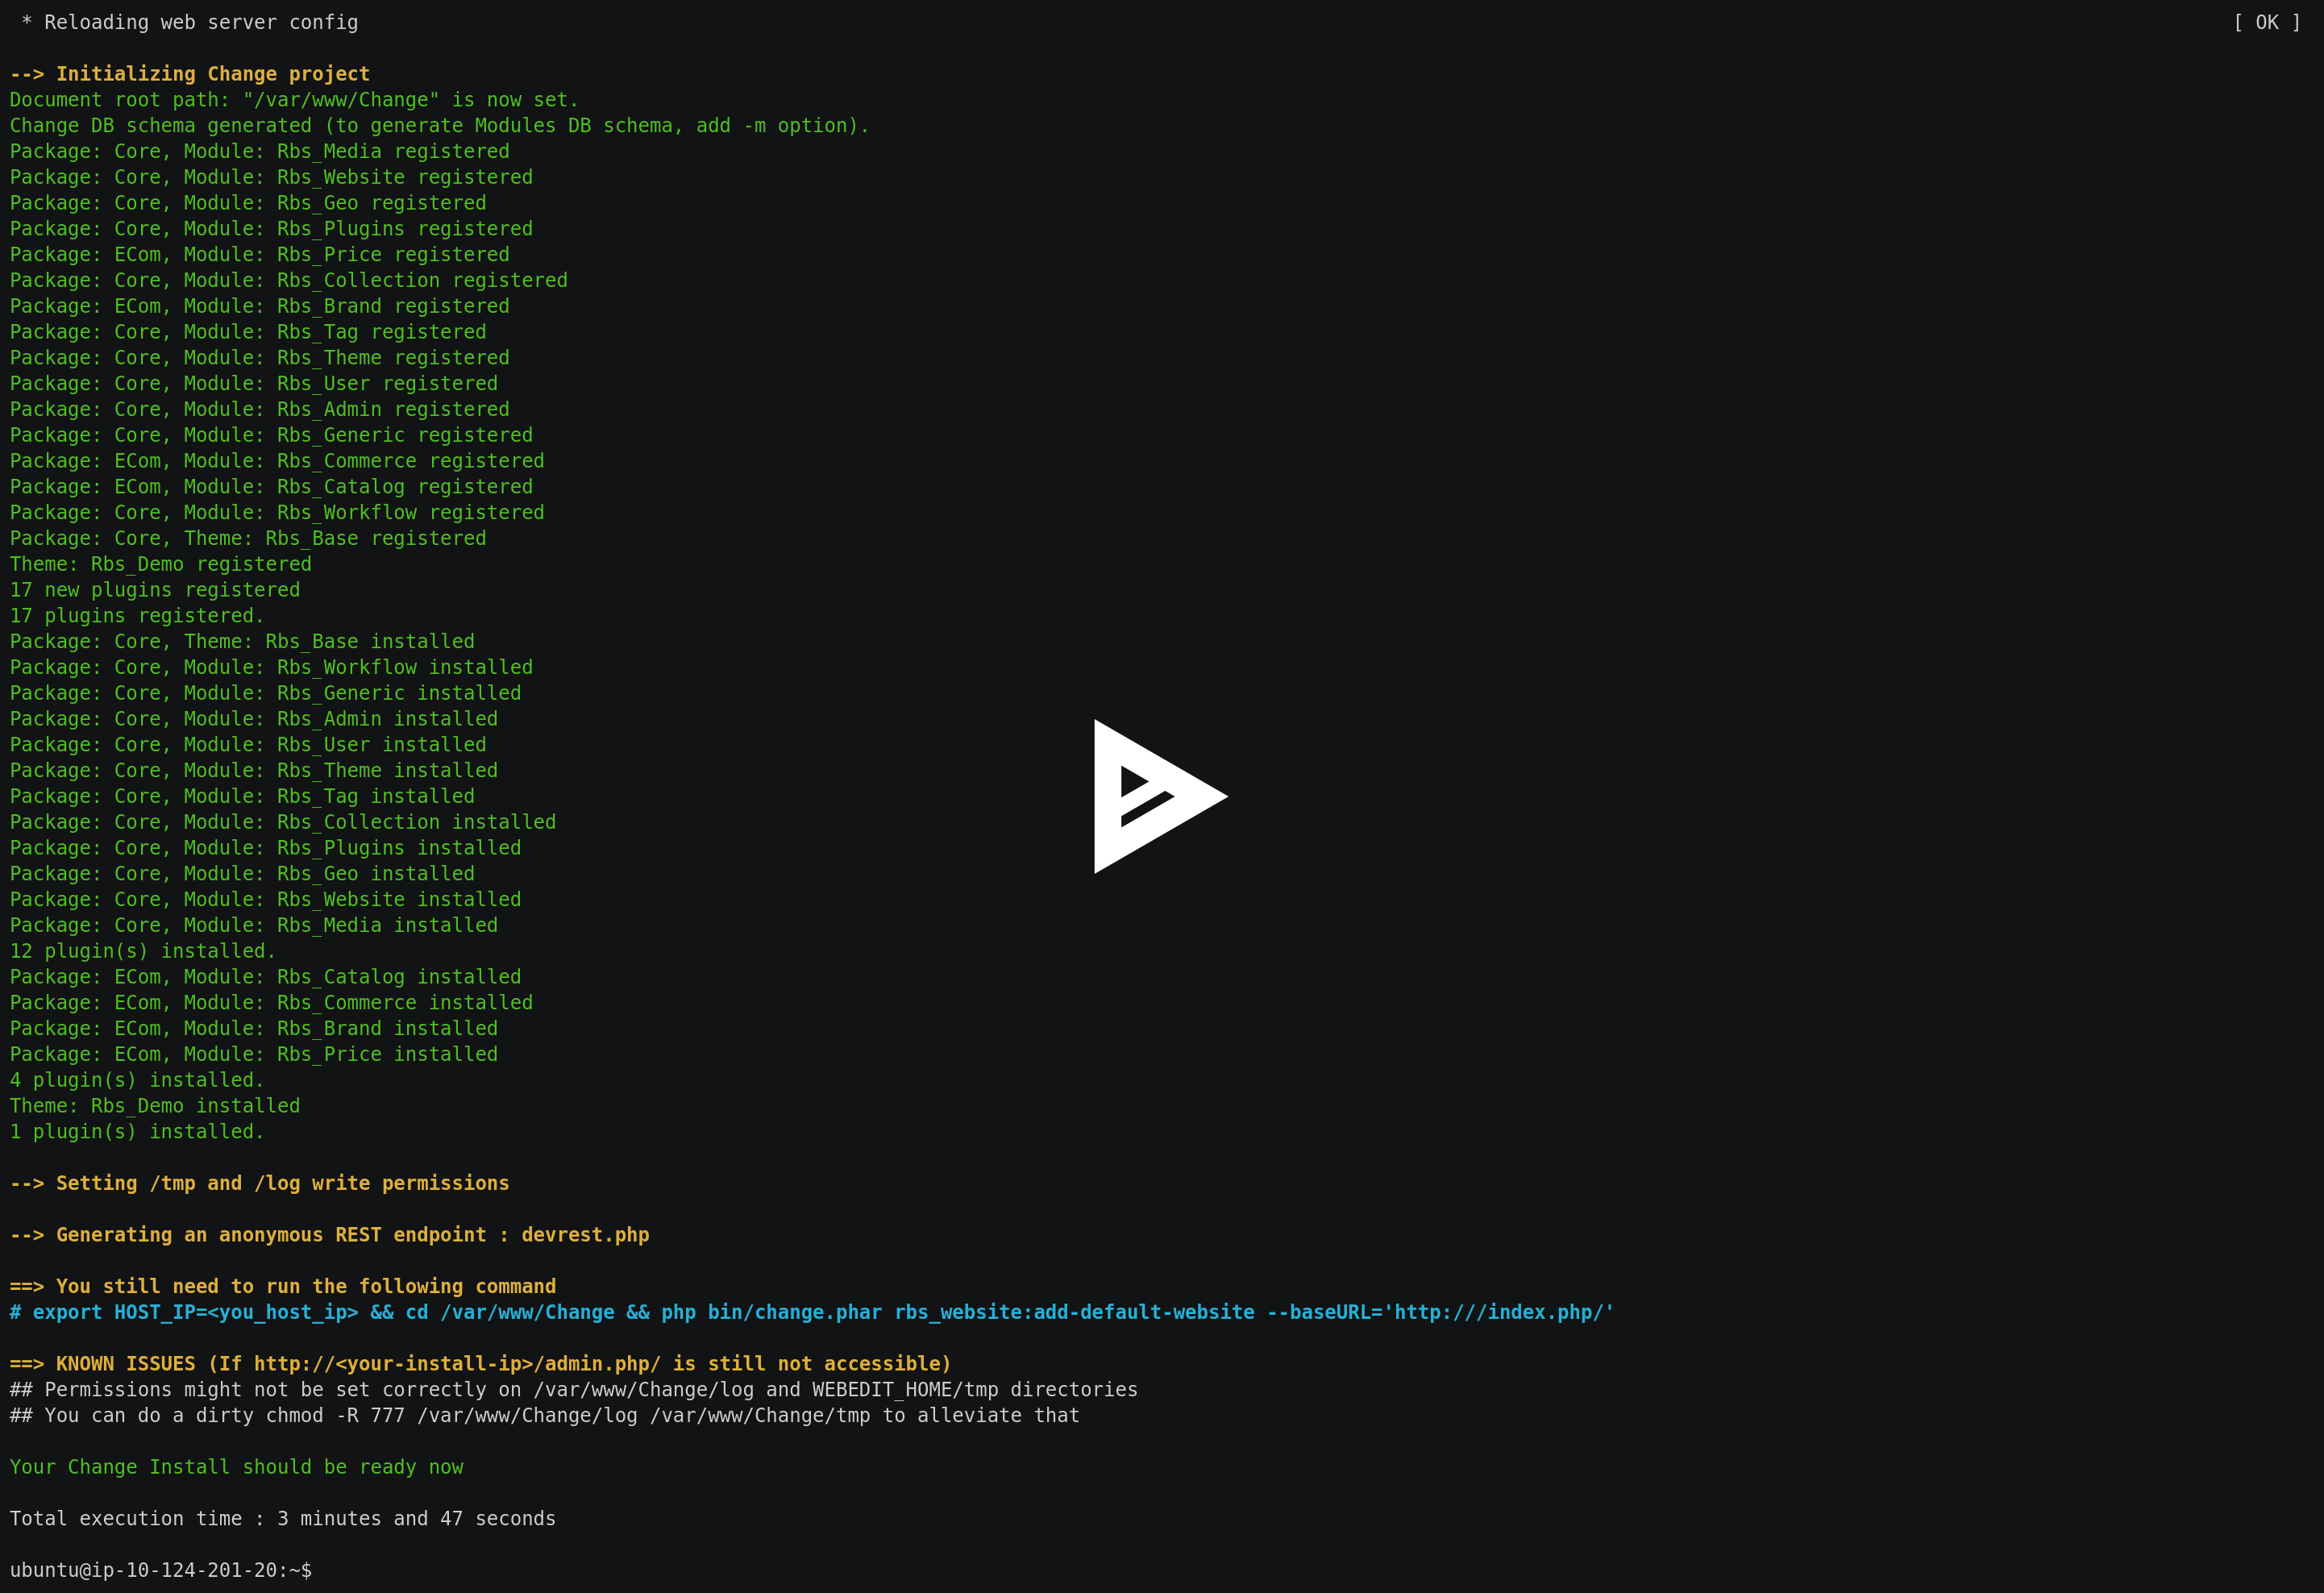 * Reloading web server config [ OK ]
--> Initializing Change project
Document root path: "/var/www/Change" is now set.
Change DB schema generated (to generate Modules DB schema, add -m option).
Package: Core, Module: Rbs_Media registered
Package: Core, Module: Rbs_Website registered
Package: Core, Module: Rbs_Geo registered
Package: Core, Module: Rbs_Plugins registered
Package: ECom, Module: Rbs_Price registered
Package: Core, Module: Rbs_Collection registered
Package: ECom, Module: Rbs_Brand registered
Package: Core, Module: Rbs_Tag registered
Package: Core, Module: Rbs_Theme registered
Package: Core, Module: Rbs_User registered
Package: Core, Module: Rbs_Admin registered
Package: Core, Module: Rbs_Generic registered
Package: ECom, Module: Rbs_Commerce registered
Package: ECom, Module: Rbs_Catalog registered
Package: Core, Module: Rbs_Workflow registered
Package: Core, Theme: Rbs_Base registered
Theme: Rbs_Demo registered
17 new plugins registered
17 plugins registered.
Package: Core, Theme: Rbs_Base installed
Package: Core, Module: Rbs_Workflow installed
Package: Core, Module: Rbs_Generic installed
Package: Core, Module: Rbs_Admin installed
Package: Core, Module: Rbs_User installed
Package: Core, Module: Rbs_Theme installed
Package: Core, Module: Rbs_Tag installed
Package: Core, Module: Rbs_Collection installed
Package: Core, Module: Rbs_Plugins installed
Package: Core, Module: Rbs_Geo installed
Package: Core, Module: Rbs_Website installed
Package: Core, Module: Rbs_Media installed
12 plugin(s) installed.
Package: ECom, Module: Rbs_Catalog installed
Package: ECom, Module: Rbs_Commerce installed
Package: ECom, Module: Rbs_Brand installed
Package: ECom, Module: Rbs_Price installed
4 plugin(s) installed.
Theme: Rbs_Demo installed
1 plugin(s) installed.
--> Setting /tmp and /log write permissions
--> Generating an anonymous REST endpoint : devrest.php
==> You still need to run the following command
# export HOST_IP=<you_host_ip> && cd /var/www/Change && php bin/change.phar rbs_website:add-default-website --baseURL='http:///index.php/'
==> KNOWN ISSUES (If http://<your-install-ip>/admin.php/ is still not accessible)
## Permissions might not be set correctly on /var/www/Change/log and WEBEDIT_HOME/tmp directories
## You can do a dirty chmod -R 777 /var/www/Change/log /var/www/Change/tmp to alleviate that
Your Change Install should be ready now
Total execution time : 3 minutes and 47 seconds
ubuntu@ip-10-124-201-20:~$